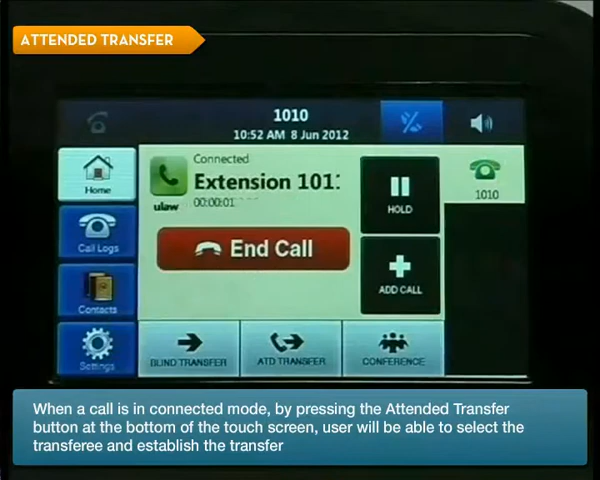 ATTENDED TRANSFER
1010
10:52 AM 8 Jun 2012
Home
Call Logs
Contacts
Settings
Connected
Extension
ulaw
00:00:01
End Call
HOLD
ADD CALL
1010
BLIND TRANSFER
ATD TRANSFER
CONFERENCE
When a call is in connected mode, by pressing the Attended Transfer
button at the bottom of the touch screen, user will be able to select the
transferee and establish the transfer